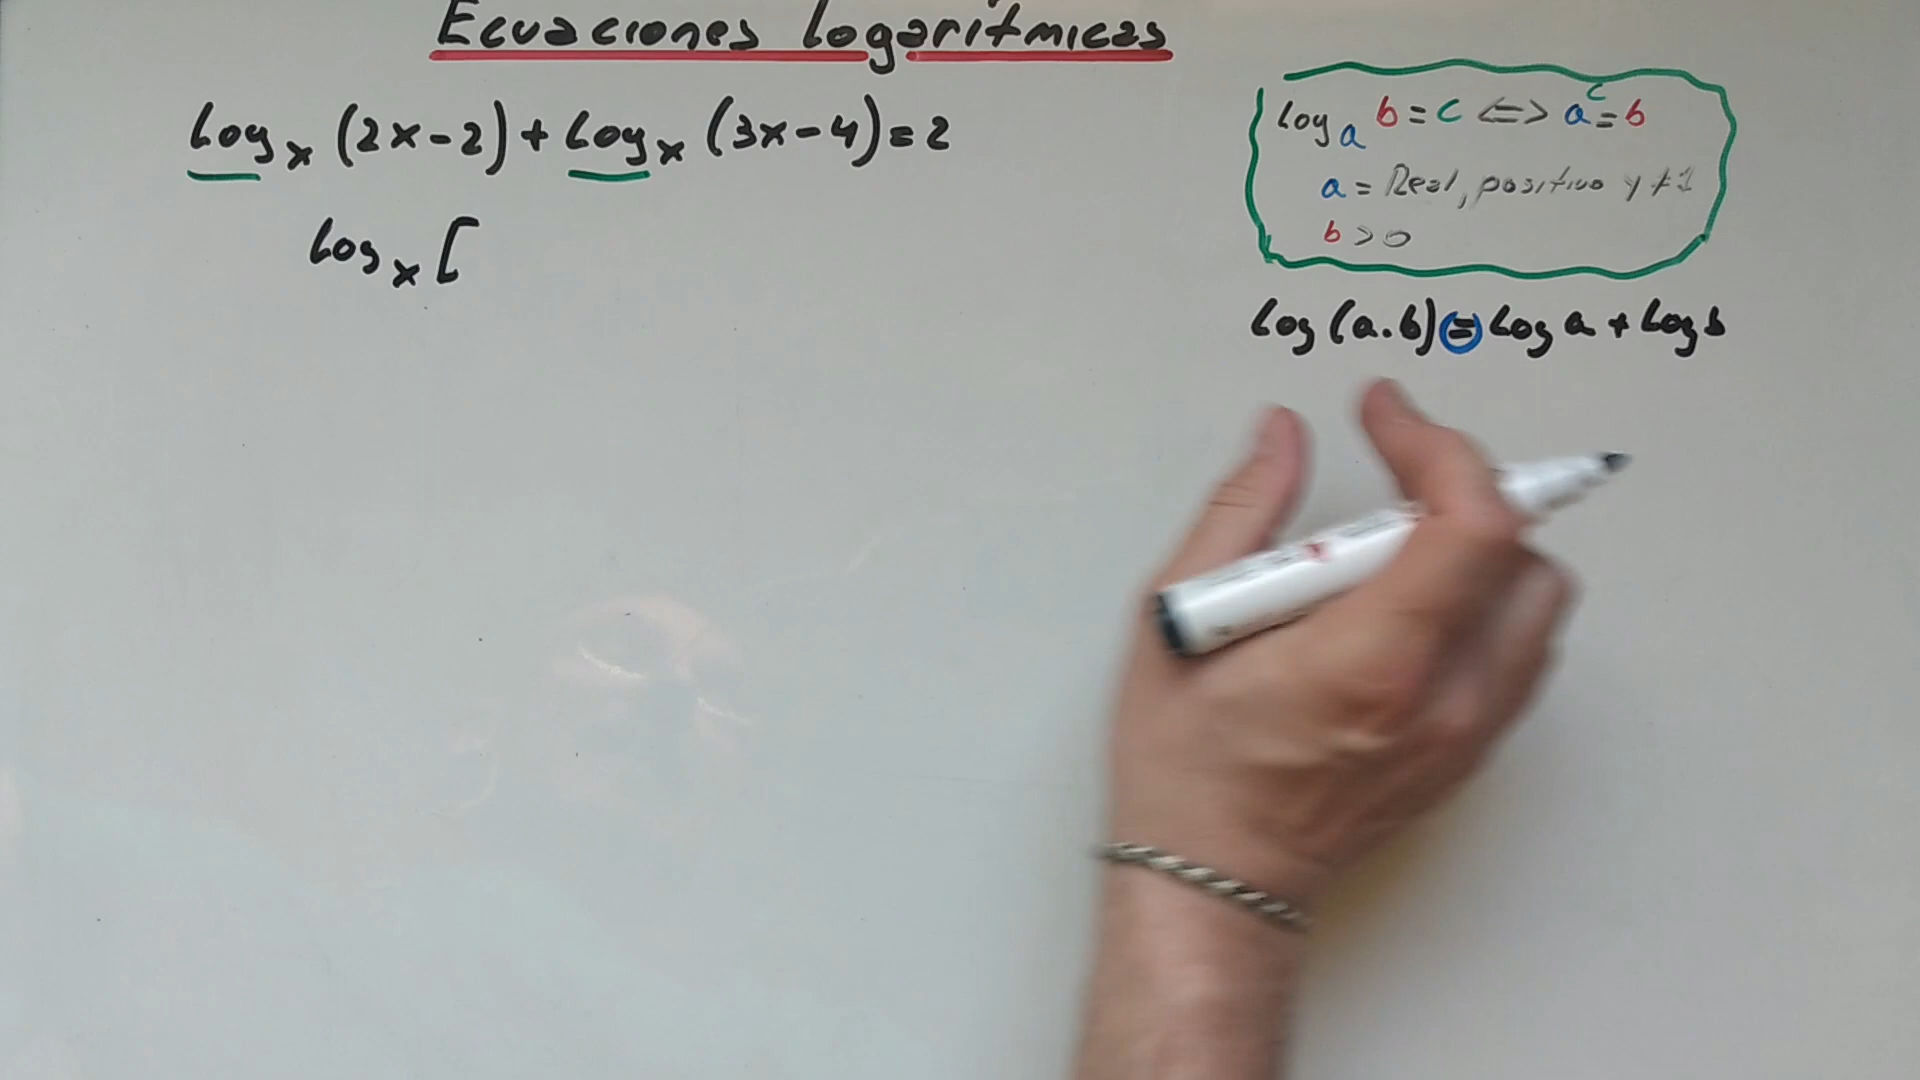 Ecuaciones logarítmicas
log x (2x-2) + log x (3x-4) = 2
log x [
log a b = c <=> a^c = b
a = Real, positivo y ≠ 1
b > 0
log (a.b) = log a + log b